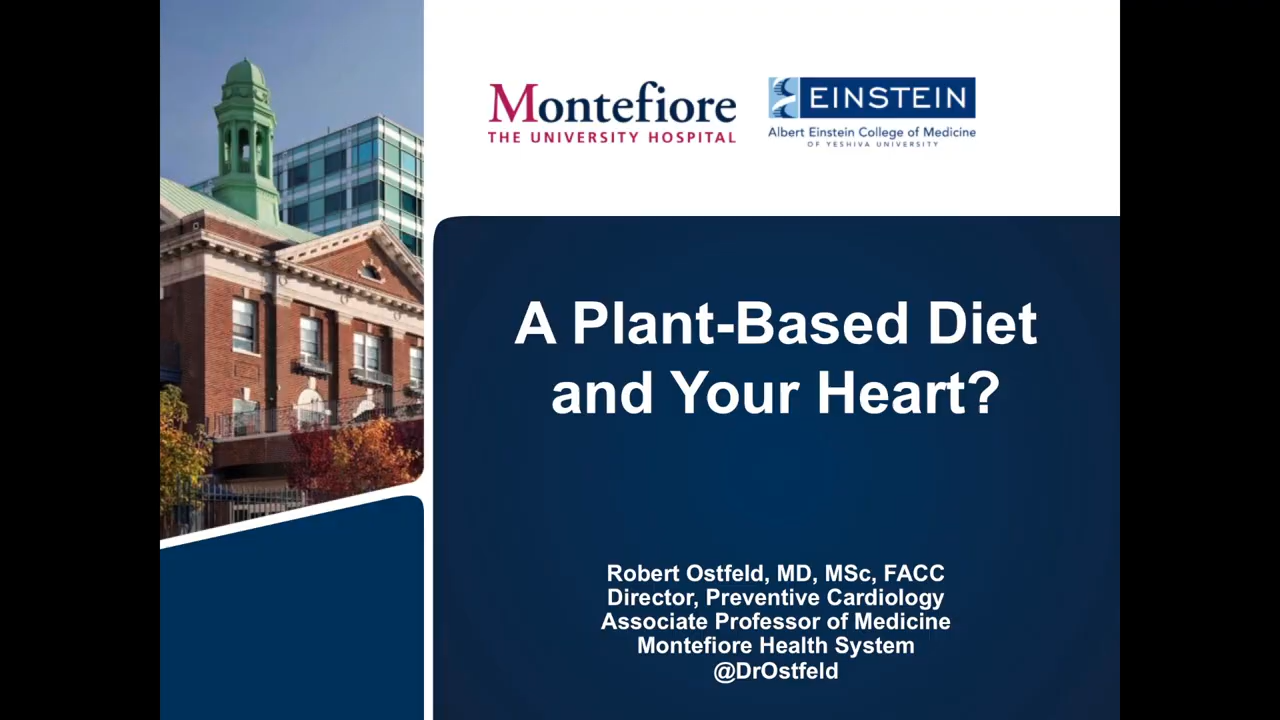 Montefiore
THE UNIVERSITY HOSPITAL
EINSTEIN
Albert Einstein College of Medicine
OF YESHIVA UNIVERSITY
A Plant-Based Diet
and Your Heart?
Robert Ostfeld, MD, MSc, FACC
Director, Preventive Cardiology
Associate Professor of Medicine
Montefiore Health System
@DrOstfeld